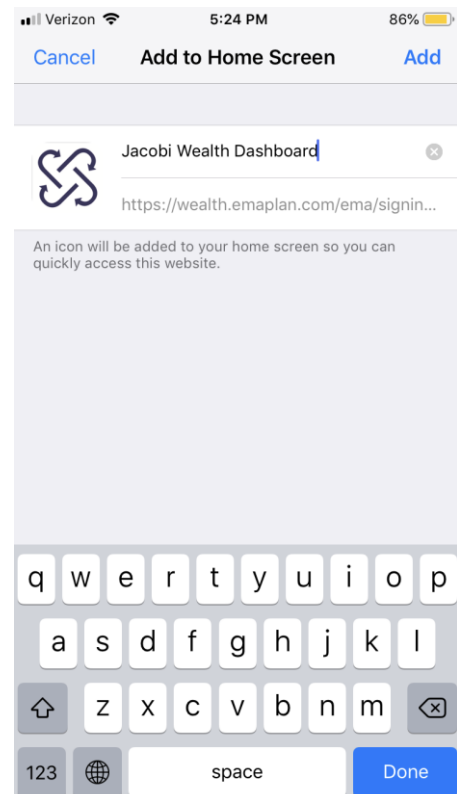 Verizon 5:24 PM 86%
Cancel Add to Home Screen Add
Jacobi Wealth Dashboard
https://wealth.emaplan.com/ema/signin...
An icon will be added to your home screen so you can
quickly access this website.
q w e r t y u i o p
a s d f g h j k l
z x c v b n m
123 space Done